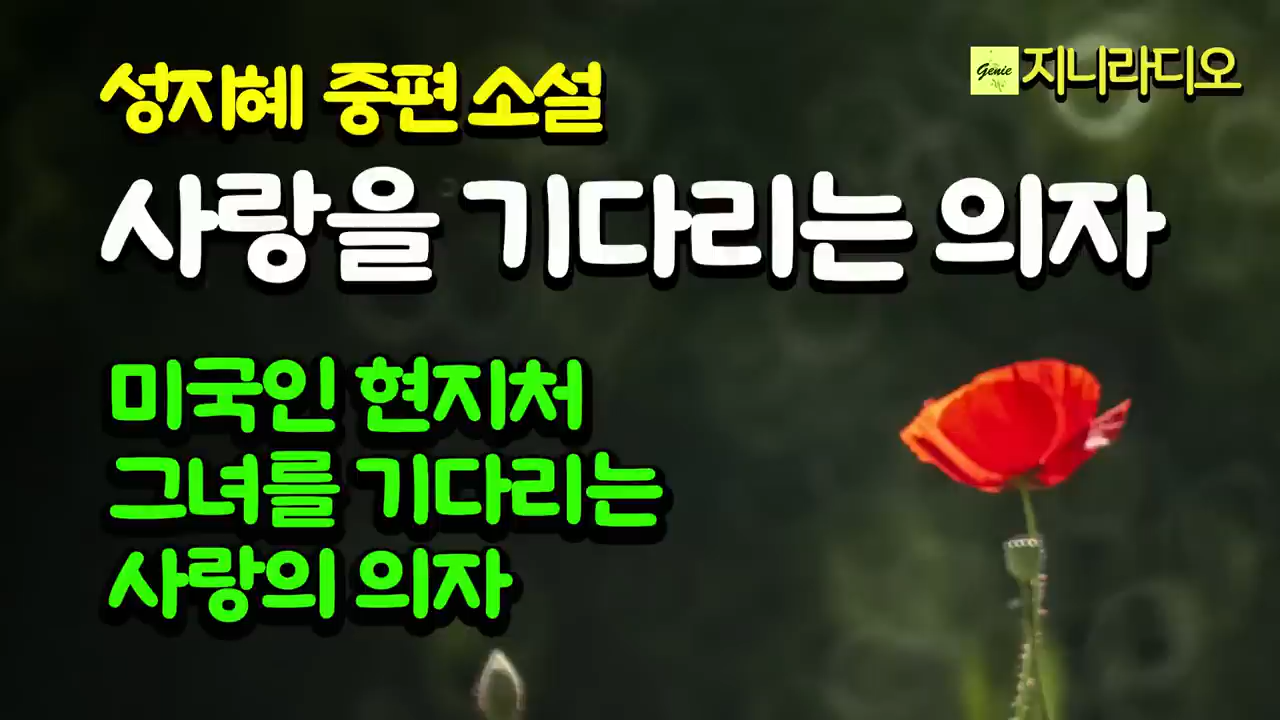 성지혜 중편 소설
Genie 지니라디오
사랑을 기다리는 의자
미국인 현지처
그녀를 기다리는
사랑의 의자